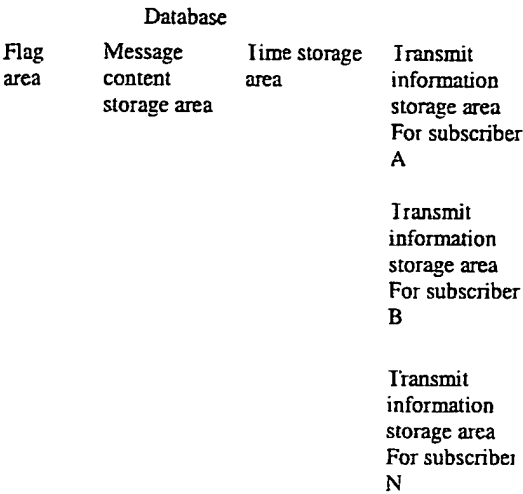 Database
Flag
area
Message
content
storage area
Time storage
area
Transmit
information
storage area
For subscriber
A
Transmit
information
storage area
For subscriber
B
Transmit
information
storage area
For subscriber
N